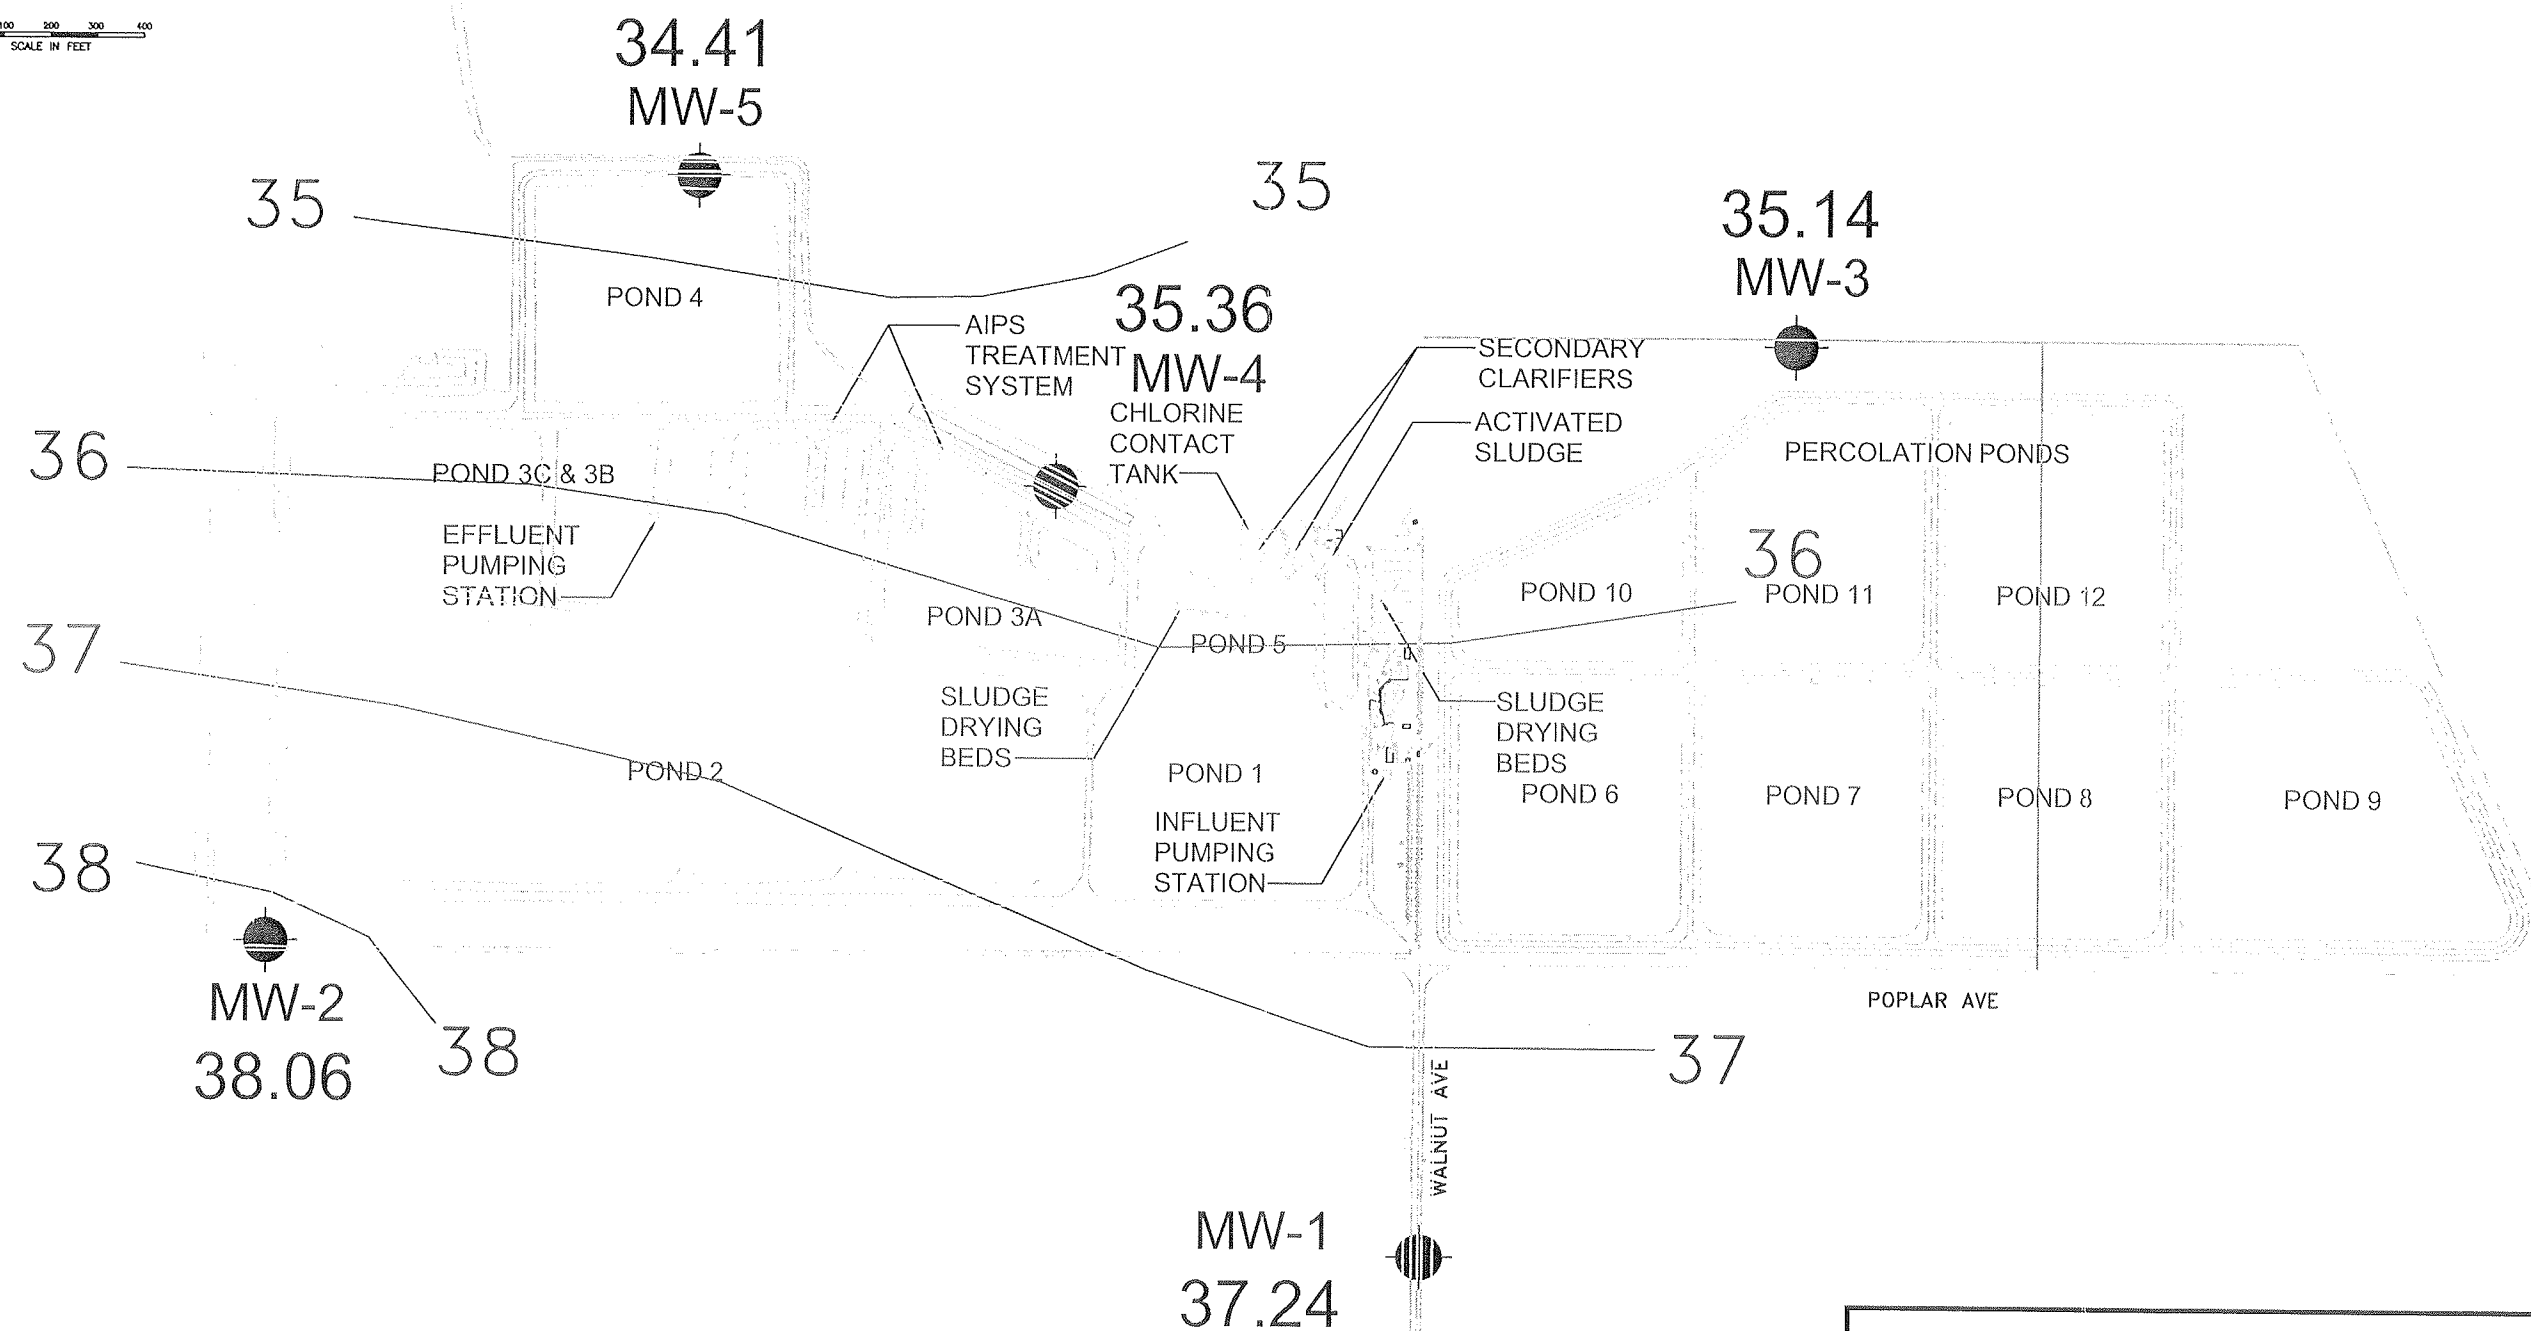 100 200 300 400
SCALE IN FEET
34.41
MW-5
35
35
35.14
MW-3
POND 4
35.36
MW-4
AIPS
TREATMENT
SYSTEM
CHLORINE
CONTACT
TANK
SECONDARY
CLARIFIERS
ACTIVATED
SLUDGE
PERCOLATION PONDS
36
POND 3C & 3B
EFFLUENT
PUMPING
STATION
36
POND 10
POND 11
POND 12
POND 3A
POND 5
37
SLUDGE
DRYING
BEDS
SLUDGE
DRYING
BEDS
POND 2
POND 1
POND 6
POND 7
POND 8
POND 9
INFLUENT
PUMPING
STATION
38
MW-2
38.06
38
POPLAR AVE
37
WALNUT AVE
MW-1
37.24